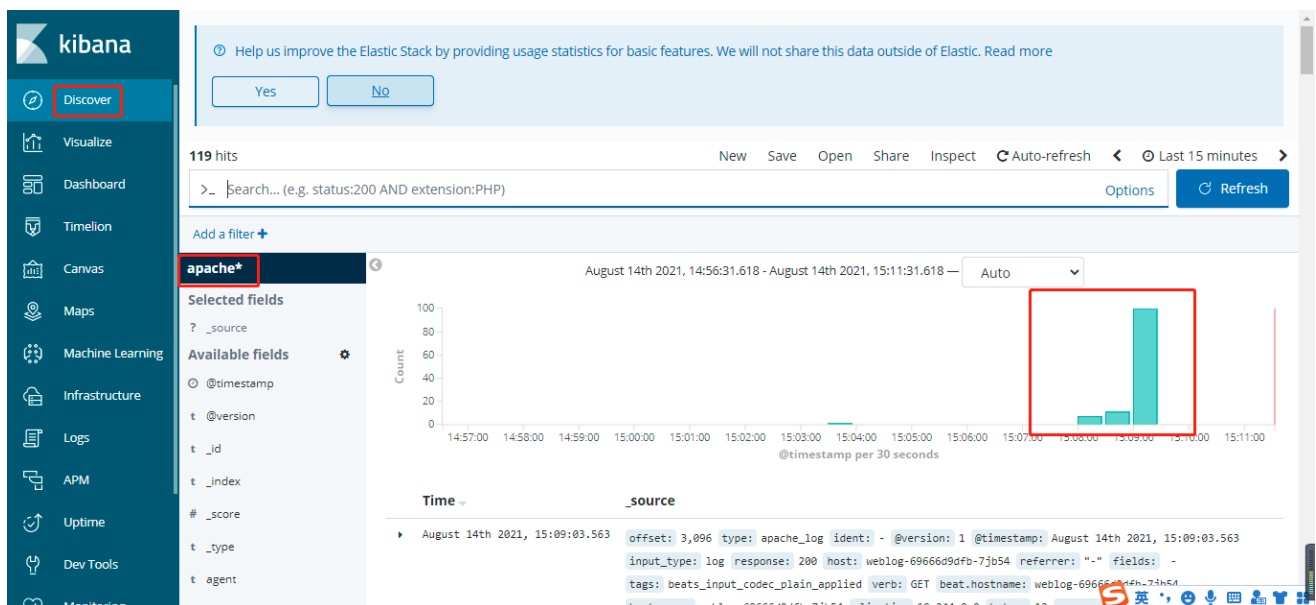 kibana
Discover
Visualize
Dashboard
Timelion
Canvas
Maps
Machine Learning
Infrastructure
Logs
APM
Uptime
Dev Tools
Help us improve the Elastic Stack by providing usage statistics for basic features. We will not share this data outside of Elastic. Read more
Yes No
119 hits New Save Open Share Inspect Auto-refresh Last 15 minutes
>_ Search... (e.g. status:200 AND extension:PHP) Options Refresh
Add a filter +
apache*
Selected fields
? _source
Available fields
@timestamp
t @version
t _id
t _index
# _score
t _type
t agent
August 14th 2021, 14:56:31.618 - August 14th 2021, 15:11:31.618 — Auto
100
80
60
40
20
0
Count
14:57:00 14:58:00 14:59:00 15:00:00 15:01:00 15:02:00 15:03:00 15:04:00 15:05:00 15:06:00 15:07:00 15:08:00 15:09:00 15:10:00 15:11:00
@timestamp per 30 seconds
Time _source
August 14th 2021, 15:09:03.563 offset: 3,096 type: apache_log ident: - @version: 1 @timestamp: August 14th 2021, 15:09:03.563
input_type: log response: 200 host: weblog-69666d9dfb-7jb54 referrer: "-" fields: -
tags: beats_input_codec_plain_applied verb: GET beat.hostname: weblog-69666d9dfb-7jb54
英